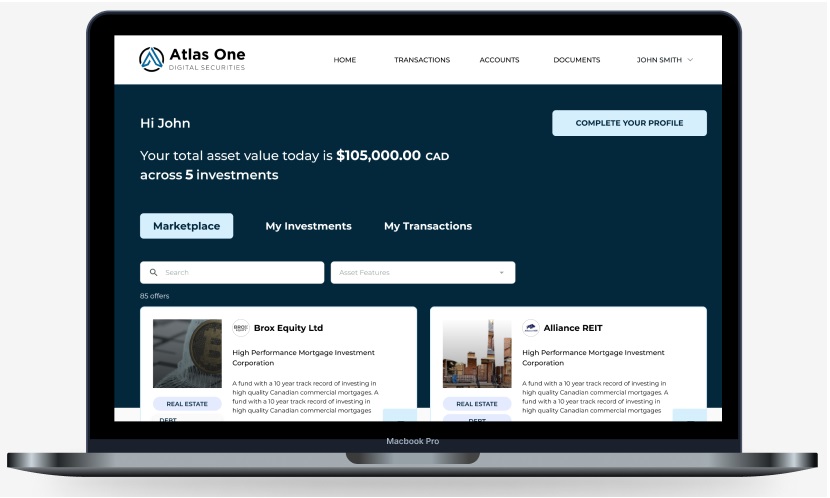 Atlas One
DIGITAL SECURITIES
HOME
TRANSACTIONS
ACCOUNTS
DOCUMENTS
JOHN SMITH
Hi John
COMPLETE YOUR PROFILE
Your total asset value today is $105,000.00 CAD
across 5 investments
Marketplace
My Investments
My Transactions
Search
Asset Features
85 offers
BROX
Brox Equity Ltd
High Performance Mortgage Investment
Corporation
A fund with a 10 year track record of investing in
high quality Canadian commercial mortgages. A
fund with a 10 year track record of investing in
high quality Canadian commercial mortgages
REAL ESTATE
DEBT
Alliance REIT
High Performance Mortgage Investment
Corporation
A fund with a 10 year track record of investing in
high quality Canadian commercial mortgages. A
fund with a 10 year track record of investing in
high quality Canadian commercial mortgages
REAL ESTATE
DEBT
Macbook Pro